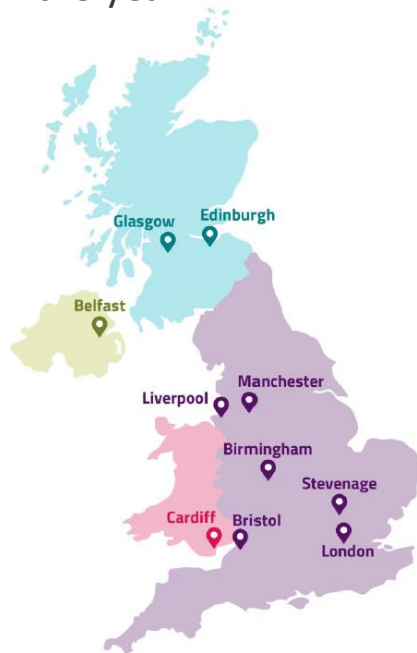 Edinburgh
Glasgow
Belfast
Manchester
Liverpool
Birmingham
Stevenage
Cardiff
Bristol
London